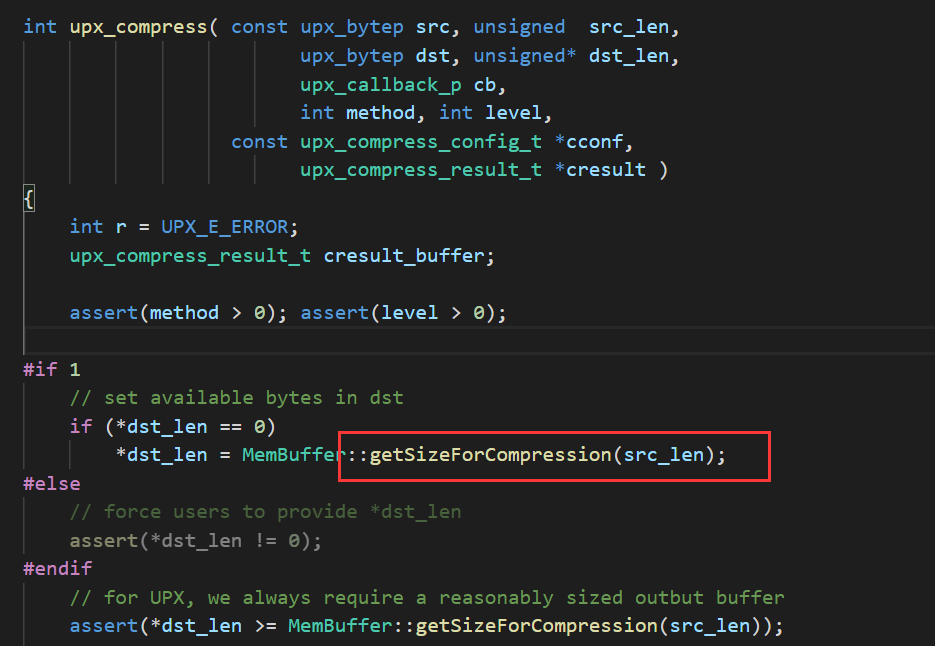 int upx_compress( const upx_bytep src, unsigned  src_len,
                        upx_bytep dst, unsigned* dst_len,
                        upx_callback_p cb,
                        int method, int level,
                  const upx_compress_config_t *cconf,
                        upx_compress_result_t *cresult )
{
    int r = UPX_E_ERROR;
    upx_compress_result_t cresult_buffer;

    assert(method > 0); assert(level > 0);

#if 1
    // set available bytes in dst
    if (*dst_len == 0)
        *dst_len = MemBuffer::getSizeForCompression(src_len);
#else
    // force users to provide *dst_len
    assert(*dst_len != 0);
#endif
    // for UPX, we always require a reasonably sized outbut buffer
    assert(*dst_len >= MemBuffer::getSizeForCompression(src_len));